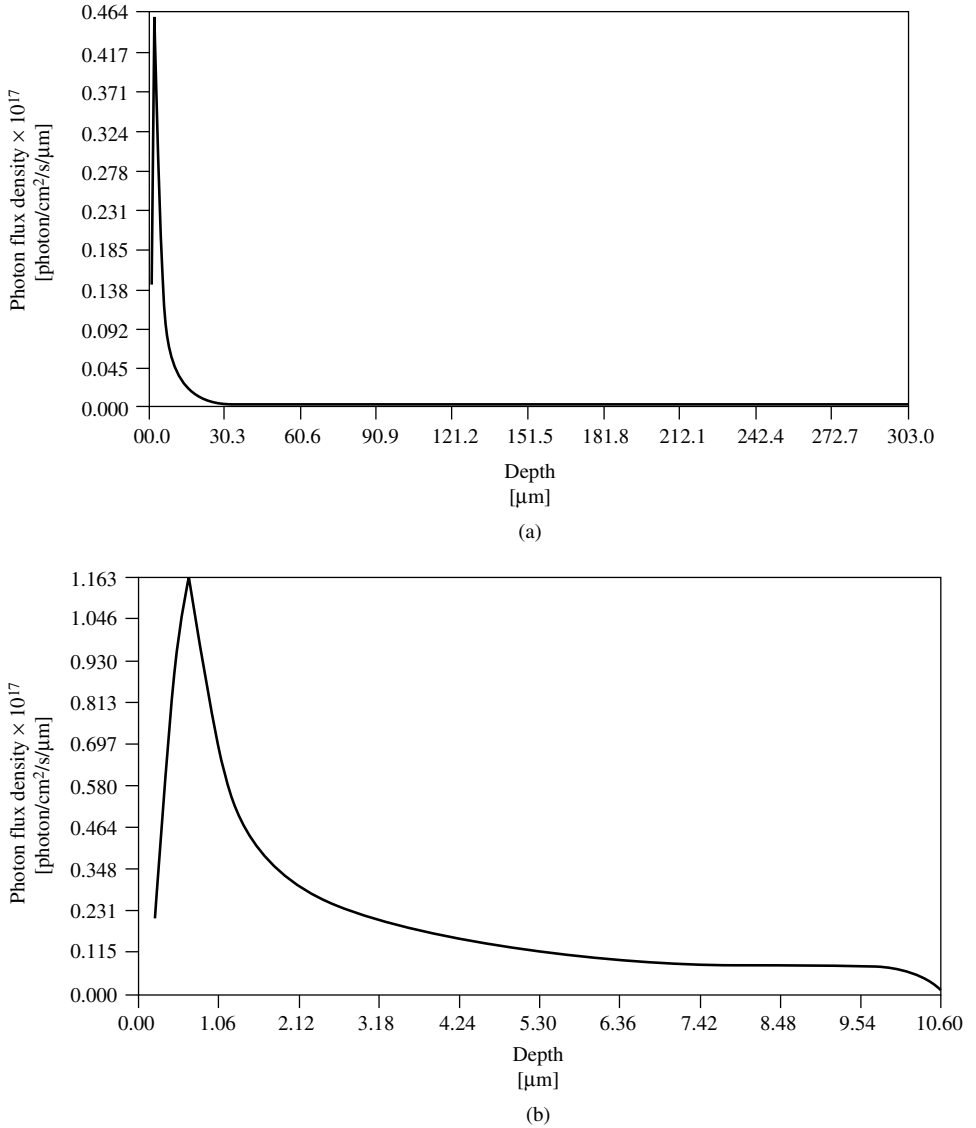 0.464
0.417
0.371
0.324
0.278
0.231
0.185
0.138
0.092
0.045
0.000
Photon flux density × 10¹⁷
[photon/cm²/s/μm]
00.0 30.3 60.6 90.9 121.2 151.5 181.8 212.1 242.4 272.7 303.0
Depth
[μm]
(a)
1.163
1.046
0.930
0.813
0.697
0.580
0.464
0.348
0.231
0.115
0.000
Photon flux density × 10¹⁷
[photon/cm²/s/μm]
0.00 1.06 2.12 3.18 4.24 5.30 6.36 7.42 8.48 9.54 10.60
Depth
[μm]
(b)